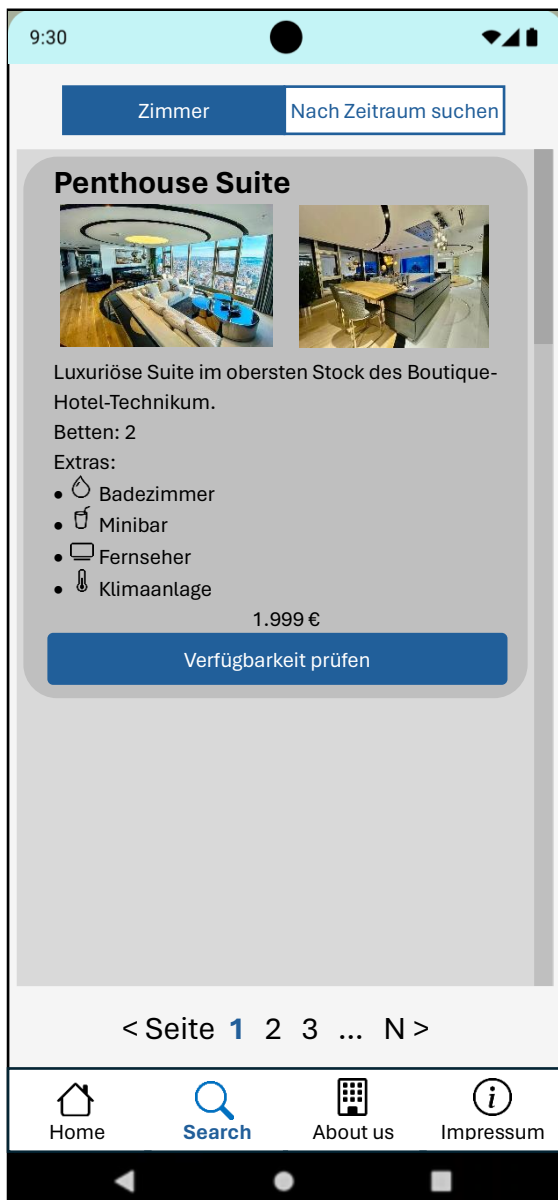 9:30
Zimmer
Nach Zeitraum suchen
Penthouse Suite
Luxuriöse Suite im obersten Stock des Boutique-
Hotel-Technikum.
Betten: 2
Extras:
• Badezimmer
• Minibar
• Fernseher
• Klimaanlage
1.999 €
Verfügbarkeit prüfen
< Seite 1 2 3 ... N >
Home
Search
About us
Impressum